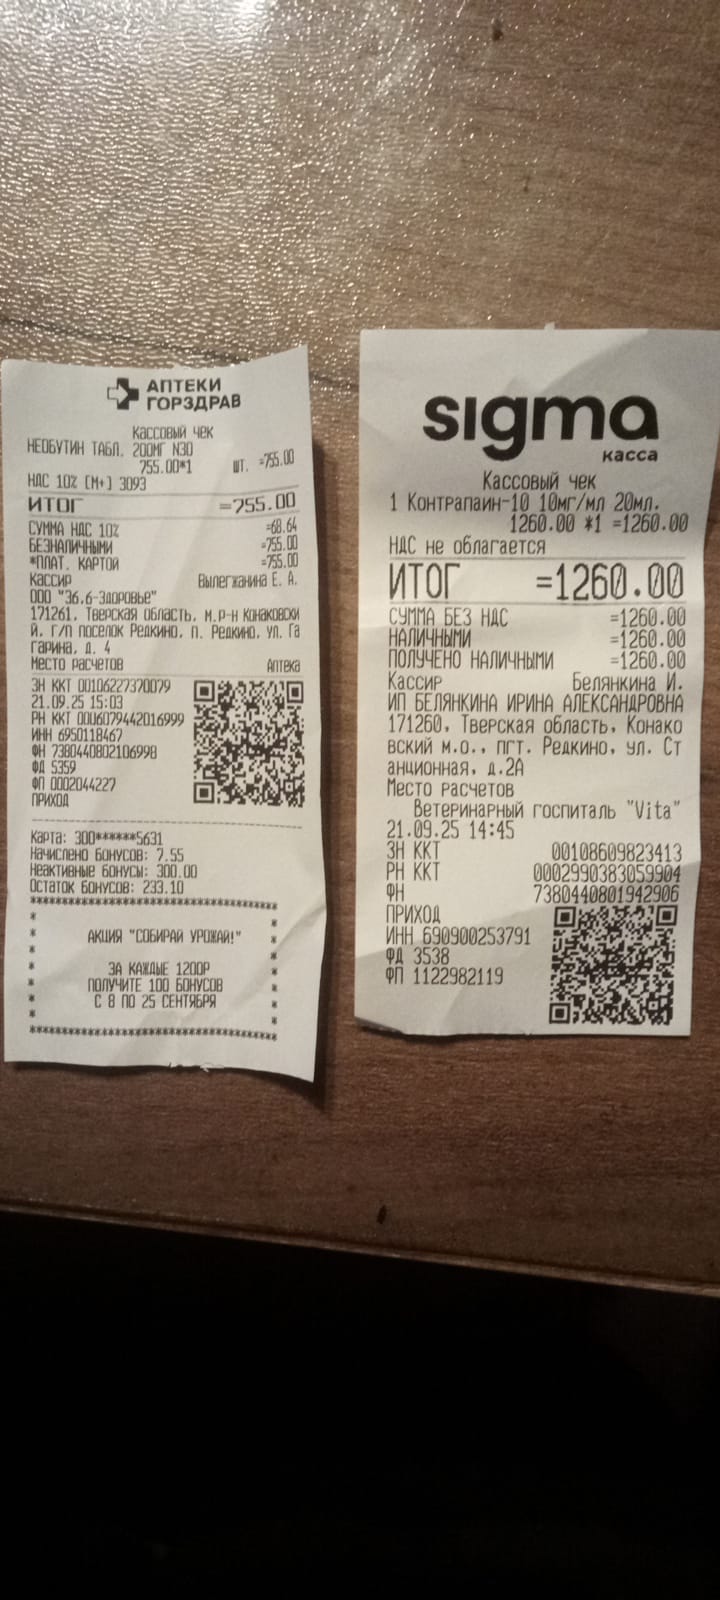 АПТЕКИ
ГОРЗДРАВ
КАССОВЫЙ ЧЕК
НЕОБУТИН ТАБЛ. 200МГ N30
755.00*1 ШТ. =755.00
НДС 10% [М+] 3093
ИТОГ =755.00
СУММА НДС 10% =68.64
БЕЗНАЛИЧНЫМИ =755.00
*ПЛАТ. КАРТОЙ =755.00
Кассир Вылегжанина Е. А.
ООО "36,6-ЗДОРОВЬЕ"
171261, Тверская область, м.р-н Конаковски
й, г/п поселок Редкино, п. Редкино, ул. Га
гарина, д. 4
Место расчетов Аптека
ЗН ККТ 00106227370079
21.09.25 15:03
РН ККТ 0006079442016999
ИНН 6950118467
ФН 7380440802106998
ФД 5359
ФП 0002044227
ПРИХОД
Карта: 300******5631
Начислено бонусов: 7.55
Неактивные бонусы: 300.00
Остаток бонусов: 233.10
АКЦИЯ "СОБИРАЙ УРОЖАЙ!"
ЗА КАЖДЫЕ 1200Р
ПОЛУЧИТЕ 100 БОНУСОВ
С 8 ПО 25 СЕНТЯБРЯ
sigma
касса
Кассовый чек
1 Контрапаин-10 10мг/мл 20мл.
1260.00 *1 =1260.00
НДС не облагается
ИТОГ =1260.00
СУММА БЕЗ НДС =1260.00
НАЛИЧНЫМИ =1260.00
ПОЛУЧЕНО НАЛИЧНЫМИ =1260.00
Кассир Белянкина И.
ИП БЕЛЯНКИНА ИРИНА АЛЕКСАНДРОВНА
171260, Тверская область, Конако
вский м.о., пгт. Редкино, ул. Ст
анционная, д.2А
Место расчетов
Ветеринарный госпиталь "Vita"
21.09.25 14:45
ЗН ККТ 00108609823413
РН ККТ 0002990383059904
ФН 7380440801942906
ПРИХОД
ИНН 690900253791
ФД 3538
ФП 1122982119